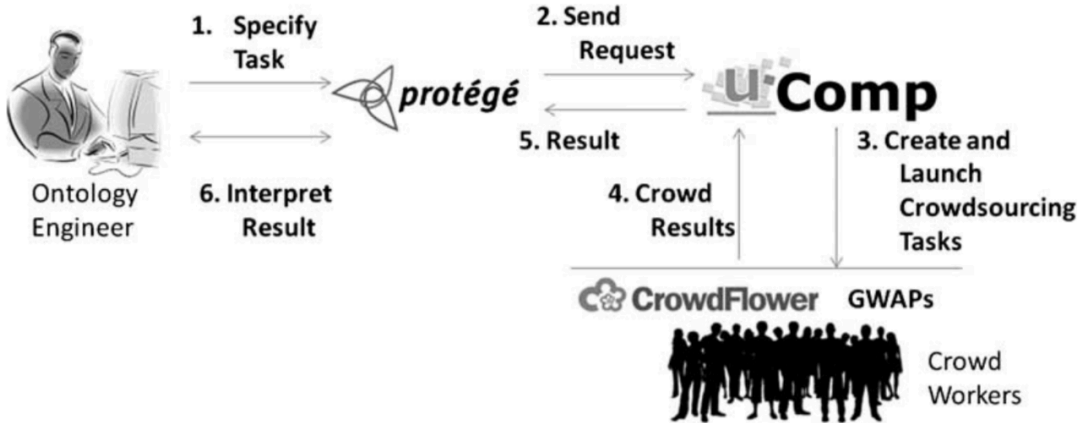 1. Specify
Task
2. Send
Request
protégé
uComp
5. Result
3. Create and
Launch
Crowdsourcing
Tasks
Ontology
Engineer
6. Interpret
Result
4. Crowd
Results
CrowdFlower GWAPs
Crowd
Workers